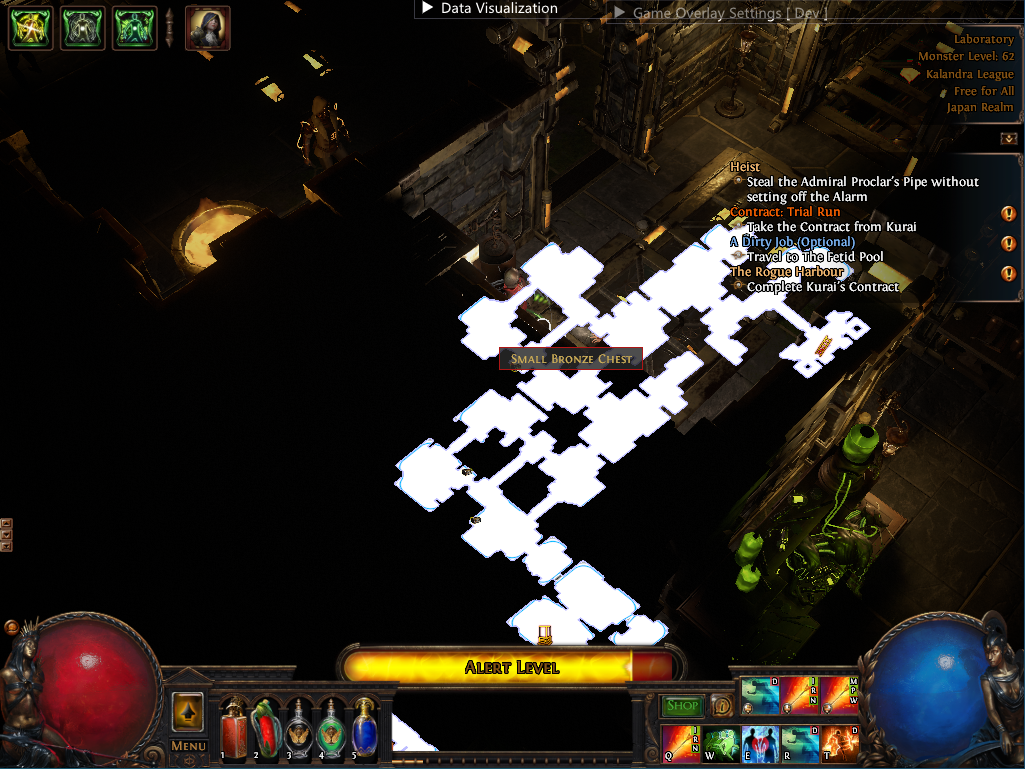 ▶ Data Visualization
▶ Game Overlay Settings [ Dev ]
Laboratory
Monster Level: 62
Kalandra League
Free for All
Japan Realm
Heist
Steal the Admiral Proclar's Pipe without
setting off the Alarm
Contract: Trial Run
Take the Contract from Kurai
A Dirty Job (Optional)
Travel to The Fetid Pool
The Rogue Harbour
Complete Kurai's Contract
Small Bronze Chest
Alert Level
Menu
1 2 3 4 5
Shop
D
I R N
M P W
Q I R N W E R D T D